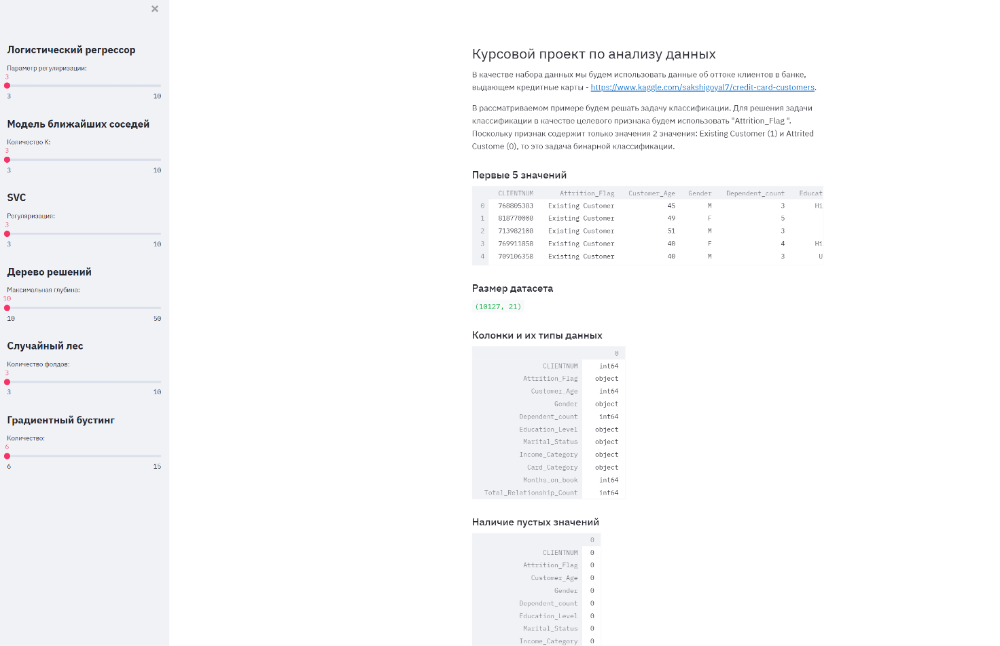 ×
Логистический регрессор
Параметр регуляризации:
3
3 10
Модель ближайших соседей
Количество K:
3
3 10
SVC
Регуляризация:
3
3 10
Дерево решений
Максимальная глубина:
10
10 50
Случайный лес
Количество фолдов:
3
3 10
Градиентный бустинг
Количество:
6
6 15
Курсовой проект по анализу данных
В качестве набора данных мы будем использовать данные об оттоке клиентов в банке,
выдающем кредитные карты - https://www.kaggle.com/sakshigoyal7/credit-card-customers.
В рассматриваемом примере будем решать задачу классификации. Для решения задачи
классификации в качестве целевого признака будем использовать "Attrition_Flag ".
Поскольку признак содержит только значения 2 значения: Existing Customer (1) и Attrited
Custome (0), то это задача бинарной классификации.
Первые 5 значений
CLIENTNUM Attrition_Flag Customer_Age Gender Dependent_count Educat
0 768805383 Existing Customer 45 M 3 Hi
1 818770008 Existing Customer 49 F 5
2 713982108 Existing Customer 51 M 3
3 769911858 Existing Customer 40 F 4 Hi
4 709106358 Existing Customer 40 M 3 U
Размер датасета
(10127, 21)
Колонки и их типы данных
0
CLIENTNUM int64
Attrition_Flag object
Customer_Age int64
Gender object
Dependent_count int64
Education_Level object
Marital_Status object
Income_Category object
Card_Category object
Months_on_book int64
Total_Relationship_Count int64
Наличие пустых значений
0
CLIENTNUM 0
Attrition_Flag 0
Customer_Age 0
Gender 0
Dependent_count 0
Education_Level 0
Marital_Status 0
Income_Category 0